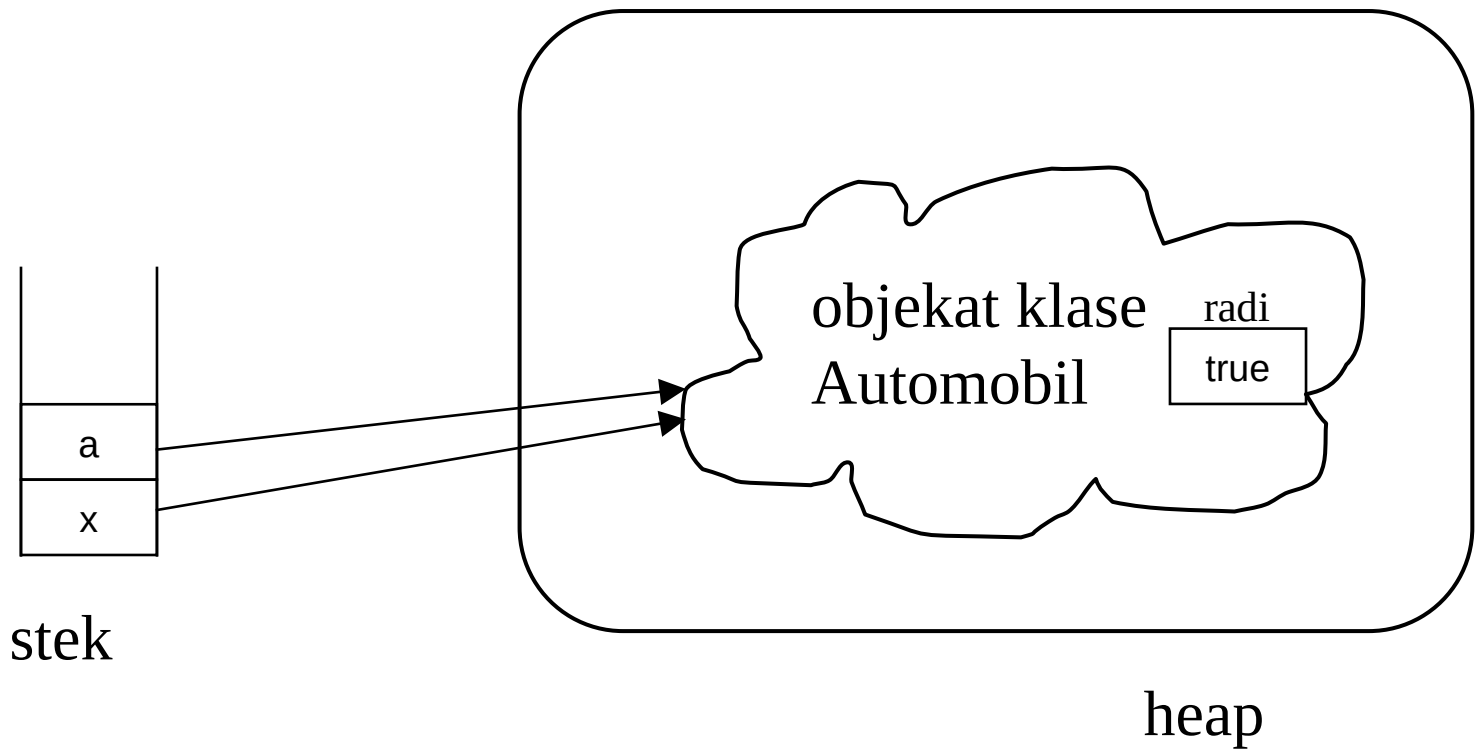 objekat klase
Automobil
radi
true
a
x
stek
heap